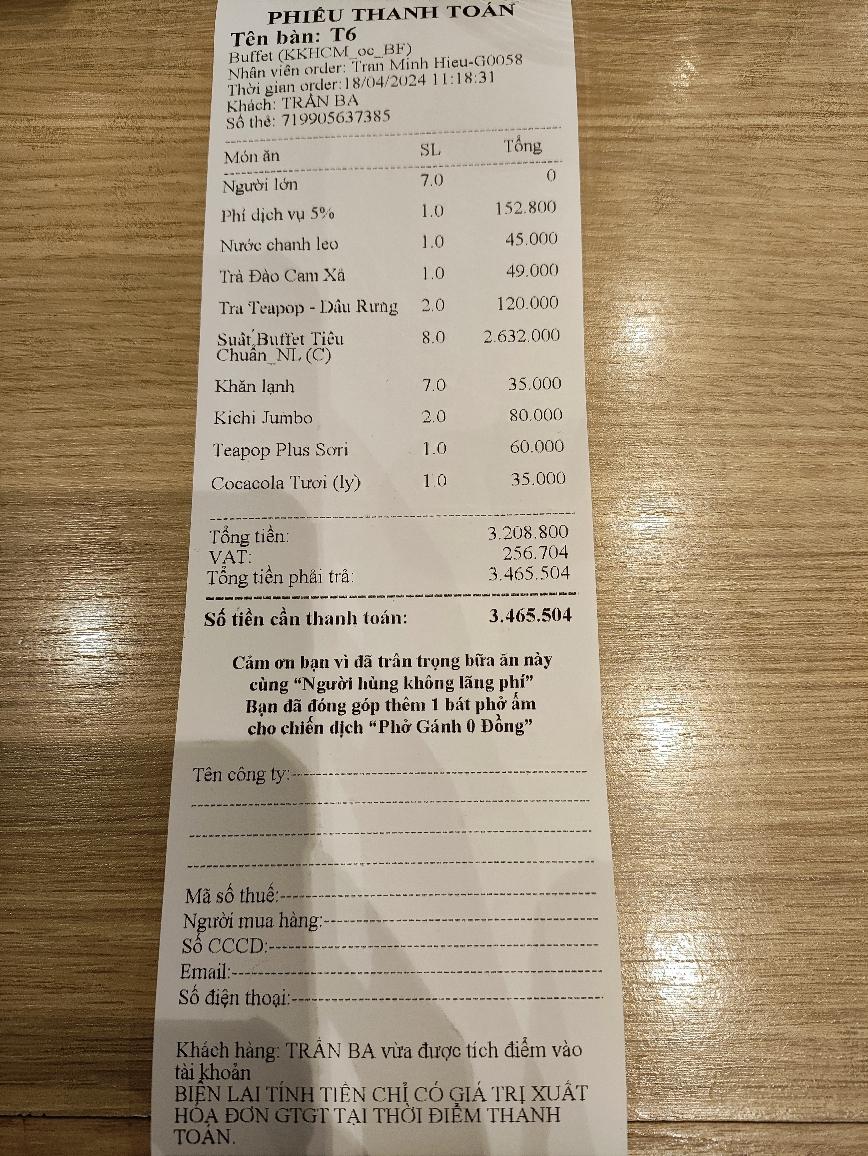 PHIẾU THANH TOÁN
Tên bàn: T6
Buffet (KKHCM_oc_BF)
Nhân viên order: Tran Minh Hieu-G0058
Thời gian order:18/04/2024 11:18:31
Khách: TRẦN BA
Số thẻ: 719905637385
Món ăn SL Tổng
Người lớn 7.0 0
Phí dịch vụ 5% 1.0 152.800
Nước chanh leo 1.0 45.000
Trà Đào Cam Xả 1.0 49.000
Tra Teapop - Dâu Rưng 2.0 120.000
Suất Buffet Tiêu 8.0 2.632.000
Chuẩn_NL (C)
Khăn lạnh 7.0 35.000
Kichi Jumbo 2.0 80.000
Teapop Plus Sơri 1.0 60.000
Cocacola Tươi (ly) 1.0 35.000
Tổng tiền: 3.208.800
VAT: 256.704
Tổng tiền phải trả: 3.465.504
Số tiền cần thanh toán: 3.465.504
Cảm ơn bạn vì đã trân trọng bữa ăn này
cùng “Người hùng không lãng phí”
Bạn đã đóng góp thêm 1 bát phở ấm
cho chiến dịch “Phở Gánh 0 Đồng”
Tên công ty:
Mã số thuế:
Người mua hàng:
Số CCCD:
Email:
Số điện thoại:
Khách hàng: TRẦN BA vừa được tích điểm vào
tài khoản
BIÊN LAI TÍNH TIỀN CHỈ CÓ GIÁ TRỊ XUẤT
HÓA ĐƠN GTGT TẠI THỜI ĐIỂM THANH
TOÁN.